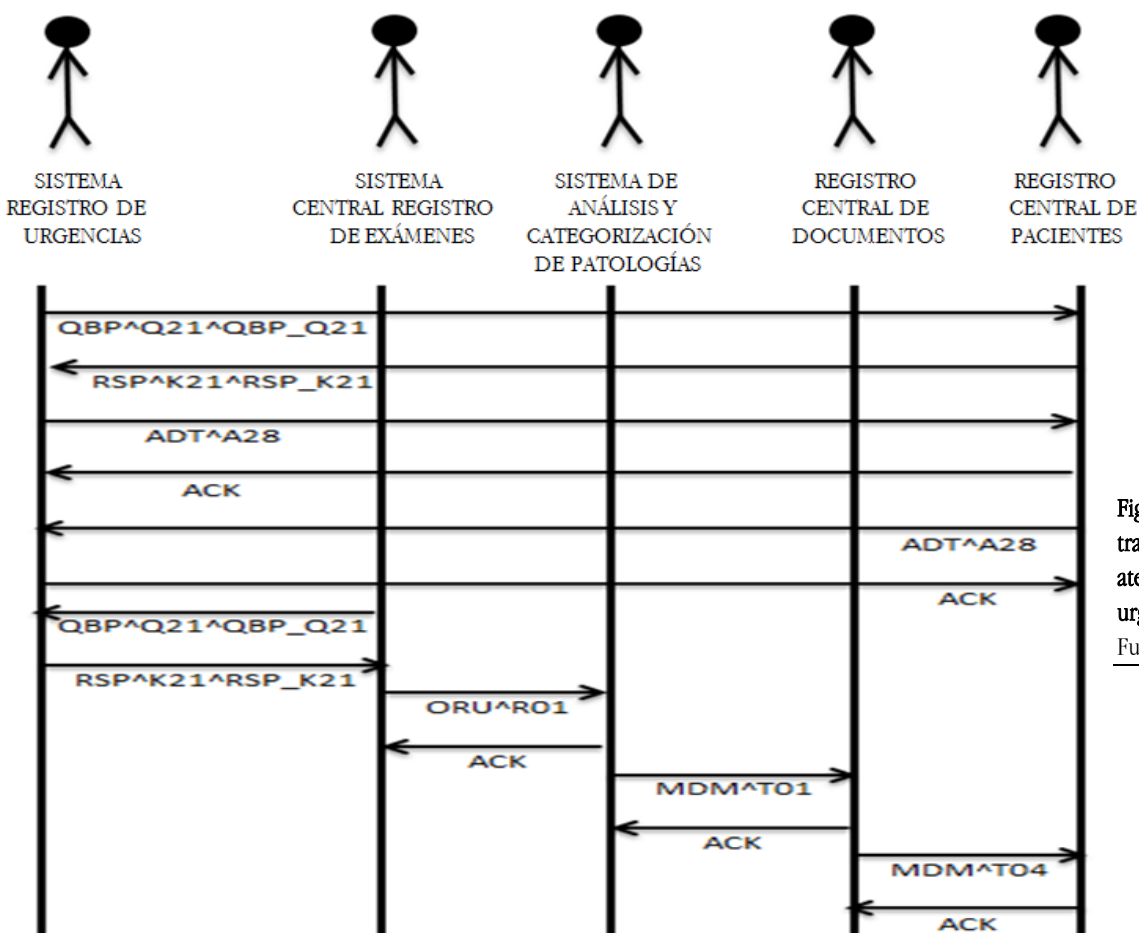 SISTEMA
REGISTRO DE
URGENCIAS
SISTEMA
CENTRAL REGISTRO
DE EXÁMENES
SISTEMA DE
ANÁLISIS Y
CATEGORIZACIÓN
DE PATOLOGÍAS
REGISTRO
CENTRAL DE
DOCUMENTOS
REGISTRO
CENTRAL DE
PACIENTES
QBP^Q21^QBP_Q21
RSP^K21^RSP_K21
ADT^A28
ACK
ADT^A28
ACK
QBP^Q21^QBP_Q21
RSP^K21^RSP_K21
ORU^R01
ACK
MDM^T01
ACK
MDM^T04
ACK